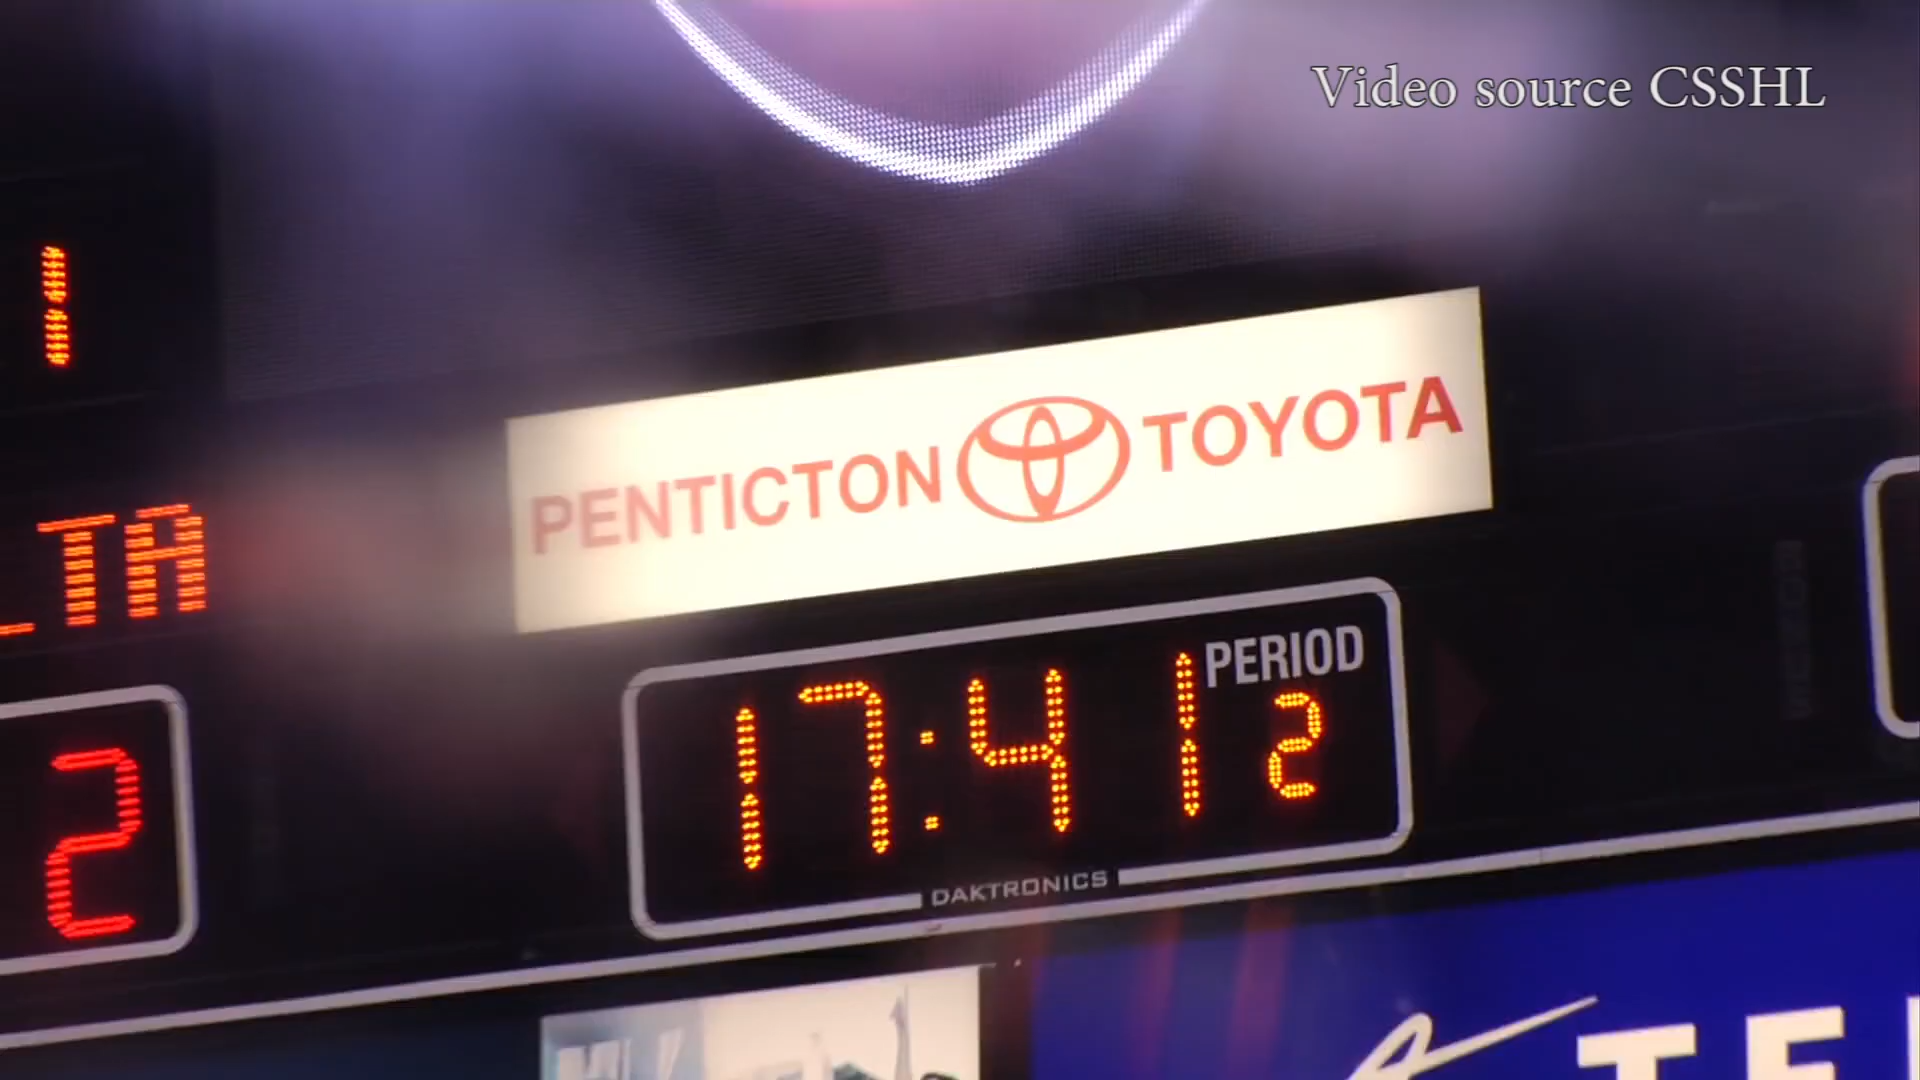 Video source CSSHL
1
PENTICTON TOYOTA
LTA
PERIOD
17:41 2
2
DAKTRONICS